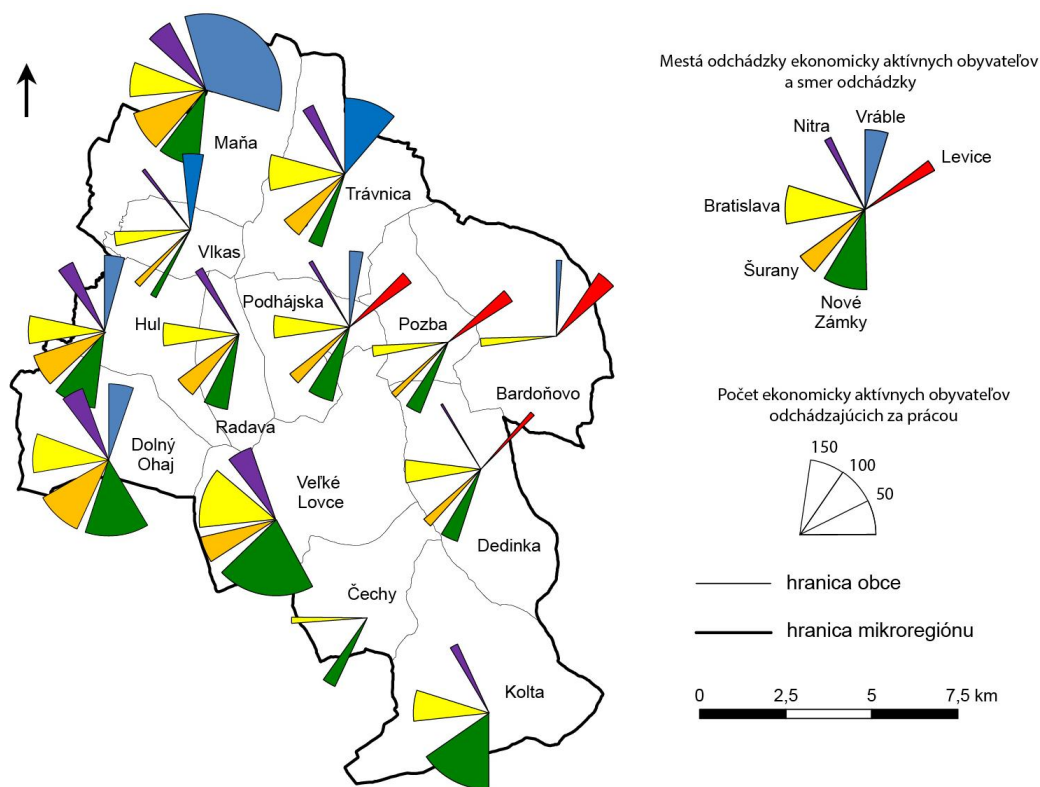 Maňa
Trávnica
Vlkas
Podhájska
Hul
Pozba
Bardoňovo
Radava
Dolný
Ohaj
Veľké
Lovce
Dedinka
Čechy
Kolta
Mestá odchádzky ekonomicky aktívnych obyvateľov
a smer odchádzky
Vráble
Nitra
Levice
Bratislava
Šurany
Nové
Zámky
Počet ekonomicky aktívnych obyvateľov
odchádzajúcich za prácou
150
100
50
hranica obce
hranica mikroregiónu
0 2,5 5 7,5 km